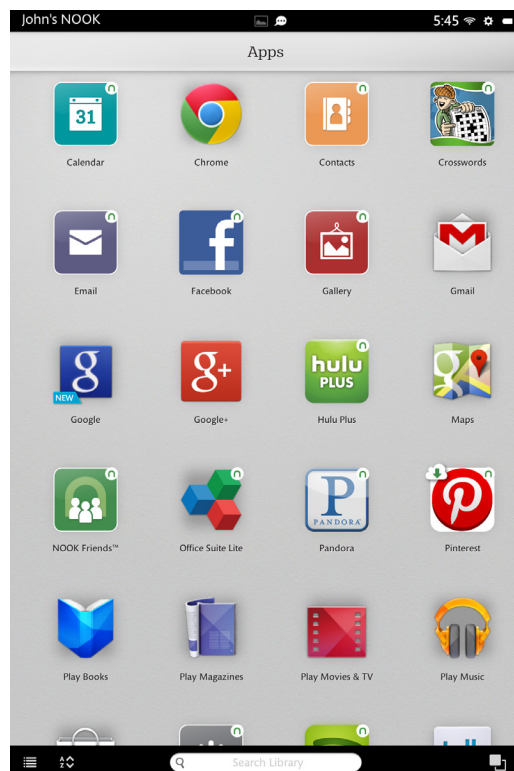 John's NOOK
5:45
Apps
31
Calendar
Chrome
Contacts
Crosswords
f
Email
Facebook
Gallery
Gmail
g
NEW
g+
hulu
PLUS
g
Google
Google+
Hulu Plus
Maps
P
PANDORA
NOOK Friends™
Office Suite Lite
Pandora
Pinterest
Play Books
Play Magazines
Play Movies & TV
Play Music
A
Z
Search Library